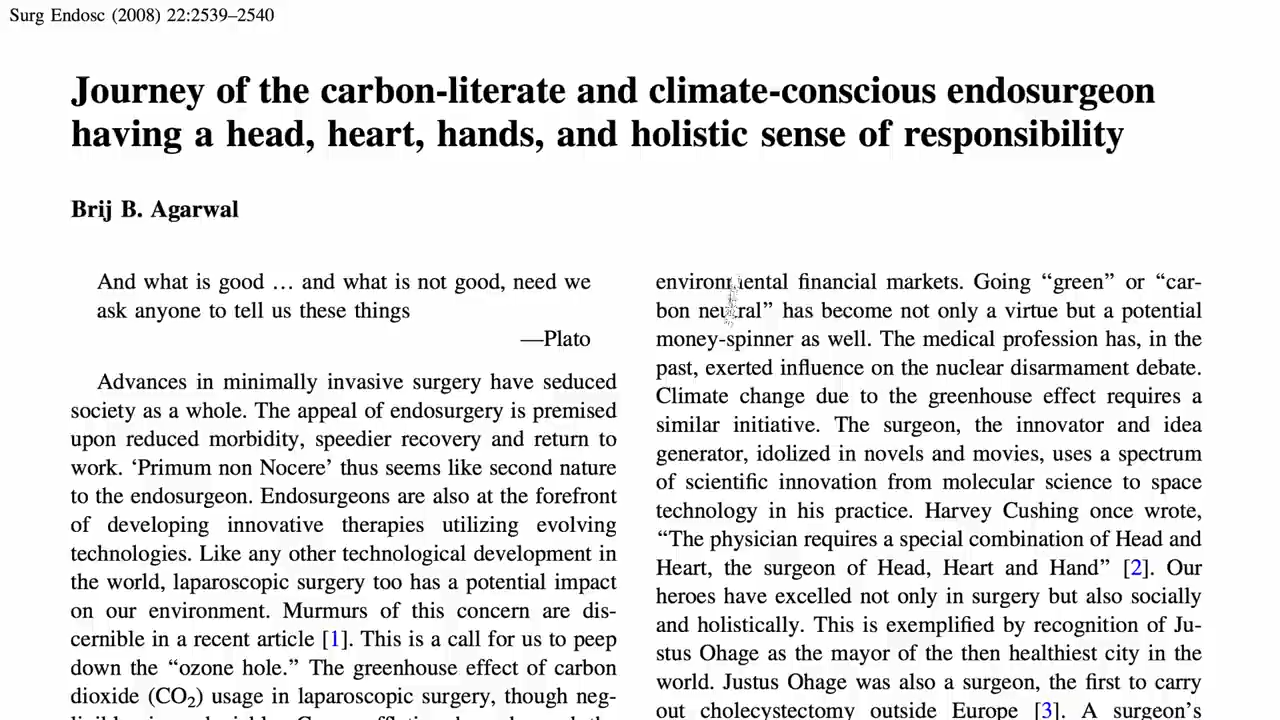 Surg Endosc (2008) 22:2539–2540
Journey of the carbon-literate and climate-conscious endosurgeon
having a head, heart, hands, and holistic sense of responsibility
Brij B. Agarwal
And what is good … and what is not good, need we
ask anyone to tell us these things
—Plato
Advances in minimally invasive surgery have seduced
society as a whole. The appeal of endosurgery is premised
upon reduced morbidity, speedier recovery and return to
work. ‘Primum non Nocere’ thus seems like second nature
to the endosurgeon. Endosurgeons are also at the forefront
of developing innovative therapies utilizing evolving
technologies. Like any other technological development in
the world, laparoscopic surgery too has a potential impact
on our environment. Murmurs of this concern are dis-
cernible in a recent article [1]. This is a call for us to peep
down the “ozone hole.” The greenhouse effect of carbon
dioxide (CO₂) usage in laparoscopic surgery, though neg-
environmental financial markets. Going “green” or “car-
bon neutral” has become not only a virtue but a potential
money-spinner as well. The medical profession has, in the
past, exerted influence on the nuclear disarmament debate.
Climate change due to the greenhouse effect requires a
similar initiative. The surgeon, the innovator and idea
generator, idolized in novels and movies, uses a spectrum
of scientific innovation from molecular science to space
technology in his practice. Harvey Cushing once wrote,
“The physician requires a special combination of Head and
Heart, the surgeon of Head, Heart and Hand” [2]. Our
heroes have excelled not only in surgery but also socially
and holistically. This is exemplified by recognition of Ju-
stus Ohage as the mayor of the then healthiest city in the
world. Justus Ohage was also a surgeon, the first to carry
out cholecystectomy outside Europe [3]. A surgeon’s